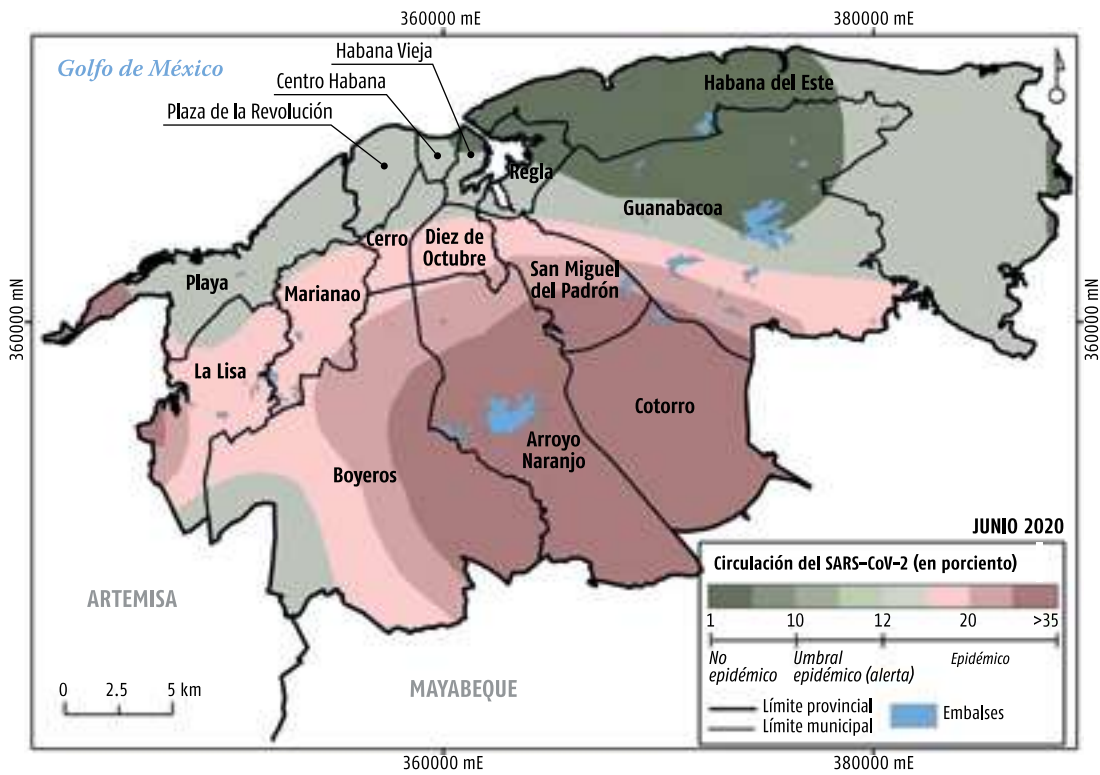 360000 mE
380000 mE
Golfo de México
Habana Vieja
Centro Habana
Plaza de la Revolución
Habana del Este
Regla
Guanabacoa
Cerro
Diez de
Octubre
San Miguel
del Padrón
Playa
Marianao
La Lisa
Cotorro
Arroyo
Naranjo
Boyeros
360000 mN
360000 mN
ARTEMISA
MAYABEQUE
0 2.5 5 km
JUNIO 2020
Circulación del SARS-CoV-2 (en porciento)
1 10 12 20 >35
No
epidémico
Umbral
epidémico (alerta)
Epidémico
Límite provincial
Límite municipal
Embalses
360000 mE
380000 mE